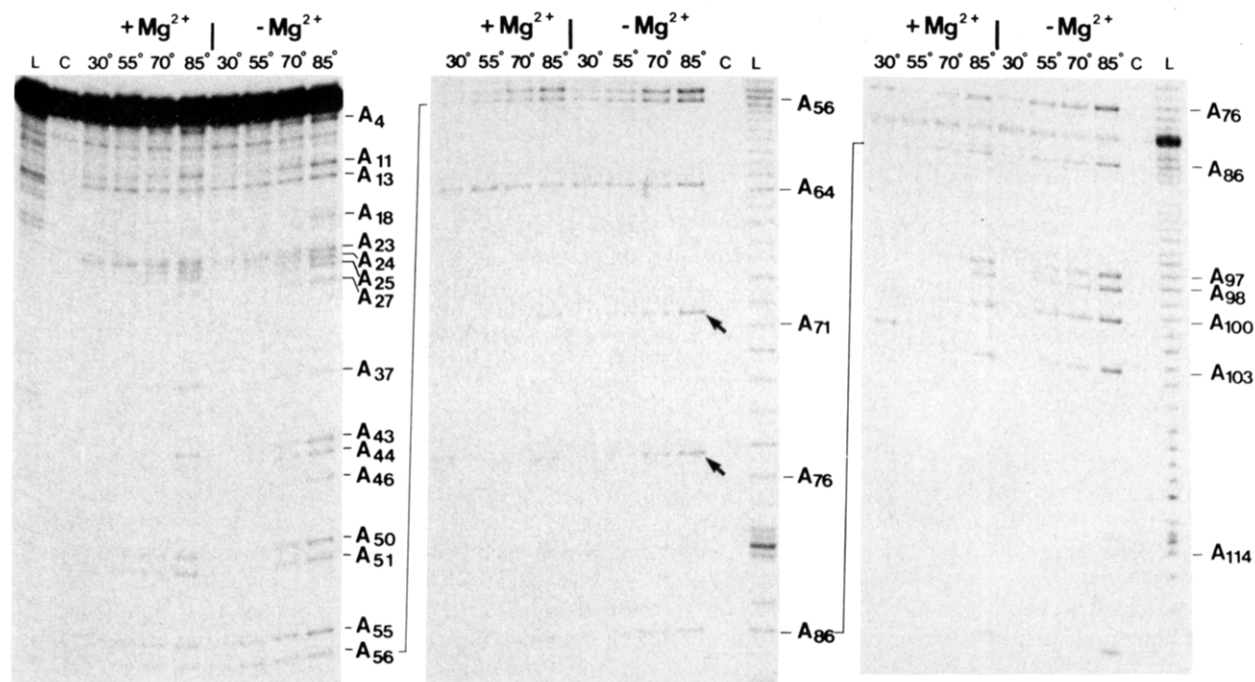 +Mg2+ | -Mg2+
L C 30° 55° 70° 85° 30° 55° 70° 85°
A4
A11
A13
A18
A23
A24
A25
A27
A37
A43
A44
A46
A50
A51
A55
A56
+Mg2+ | -Mg2+
30° 55° 70° 85° 30° 55° 70° 85° C L
A56
A64
A71
A76
A86
+Mg2+ | -Mg2+
30° 55° 70° 85° 30° 55° 70° 85° C L
A76
A86
A97
A98
A100
A103
A114